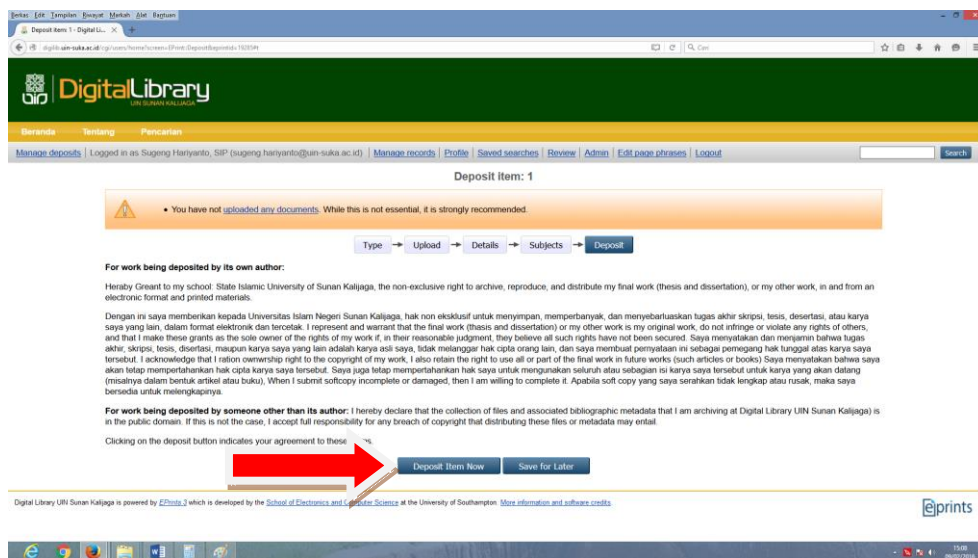 Berkas Edit Tampilan Riwayat Markah Alat Bantuan
Deposit item: 1 - Digital Li...
digilib.uin-suka.ac.id/cgi/users/home?screen=EPrint::Deposit&eprintid=19285#t
Cari
DigitalLibrary
UIN SUNAN KALIJAGA
Beranda Tentang Pencarian
Manage deposits | Logged in as Sugeng Hariyanto, SIP (sugeng.hariyanto@uin-suka.ac.id) | Manage records | Profile | Saved searches | Review | Admin | Edit page phrases | Logout Search
Deposit item: 1
• You have not uploaded any documents. While this is not essential, it is strongly recommended.
Type → Upload → Details → Subjects → Deposit
For work being deposited by its own author:
Heraby Greant to my school: State Islamic University of Sunan Kalijaga, the non-exclusive right to archive, reproduce, and distribute my final work (thesis and dissertation), or my other work, in and from an
electronic format and printed materials.
Dengan ini saya memberikan kepada Universitas Islam Negeri Sunan Kalijaga, hak non eksklusif untuk menyimpan, memperbanyak, dan menyebarluaskan tugas akhir skripsi, tesis, desertasi, atau karya
saya yang lain, dalam format elektronik dan tercetak. I represent and warrant that the final work (thasis and dissertation) or my other work is my original work, do not infringe or violate any rights of others,
and that I make these grants as the sole owner of the rights of my work if, in their reasonable judgment, they believe all such rights have not been secured. Saya menyatakan dan menjamin bahwa tugas
akhir, skripsi, tesis, disertasi, maupun karya saya yang lain adalah karya asli saya, tidak melanggar hak cipta orang lain, dan saya membuat pernyataan ini sebagai pemegang hak tunggal atas karya saya
tersebut. I acknowledge that I ration owmwrship right to the copyright of my work, I also retain the right to use all or part of the final work in future works (such articles or books) Saya menyatakan bahwa saya
akan tetap mempertahankan hak cipta karya saya tersebut. Saya juga tetap mempertahankan hak saya untuk mengunakan seluruh atau sebagian isi karya saya tersebut untuk karya yang akan datang
(misalnya dalam bentuk artikel atau buku), When I submit softcopy incomplete or damaged, then I am willing to complete it. Apabila soft copy yang saya serahkan tidak lengkap atau rusak, maka saya
bersedia untuk melengkapinya.
For work being deposited by someone other than its author: I hereby declare that the collection of files and associated bibliographic metadata that I am archiving at Digital Library UIN Sunan Kalijaga) is
in the public domain. If this is not the case, I accept full responsibility for any breach of copyright that distributing these files or metadata may entail.
Clicking on the deposit button indicates your agreement to these
Deposit Item Now Save for Later
Digital Library UIN Sunan Kalijaga is powered by EPrints 3 which is developed by the School of Electronics and Computer Science at the University of Southampton. More information and software credits.
eprints
15:00